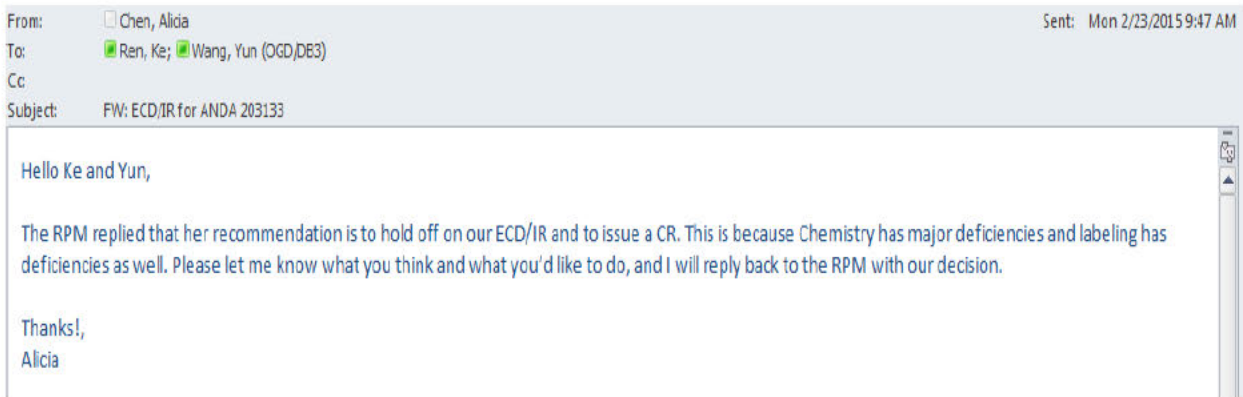 From: Chen, Alicia Sent: Mon 2/23/2015 9:47 AM
To: Ren, Ke; Wang, Yun (OGD/DB3)
Cc:
Subject: FW: ECD/IR for ANDA 203133
Hello Ke and Yun,
The RPM replied that her recommendation is to hold off on our ECD/IR and to issue a CR. This is because Chemistry has major deficiencies and labeling has
deficiencies as well. Please let me know what you think and what you'd like to do, and I will reply back to the RPM with our decision.
Thanks!,
Alicia